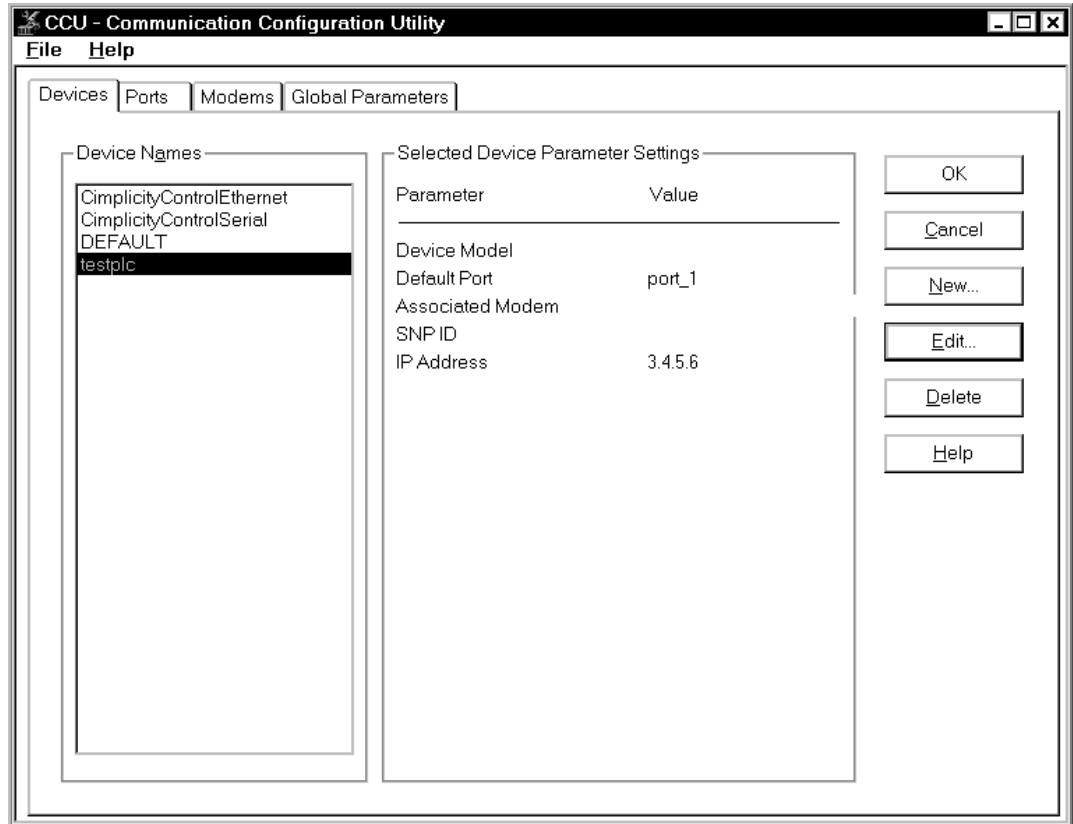 CCU - Communication Configuration Utility
File Help
Devices Ports Modems Global Parameters
Device Names
CimplicityControlEthernet
CimplicityControlSerial
DEFAULT
testplc
Selected Device Parameter Settings
Parameter Value
Device Model
Default Port port_1
Associated Modem
SNP ID
IP Address 3.4.5.6
OK
Cancel
New...
Edit...
Delete
Help